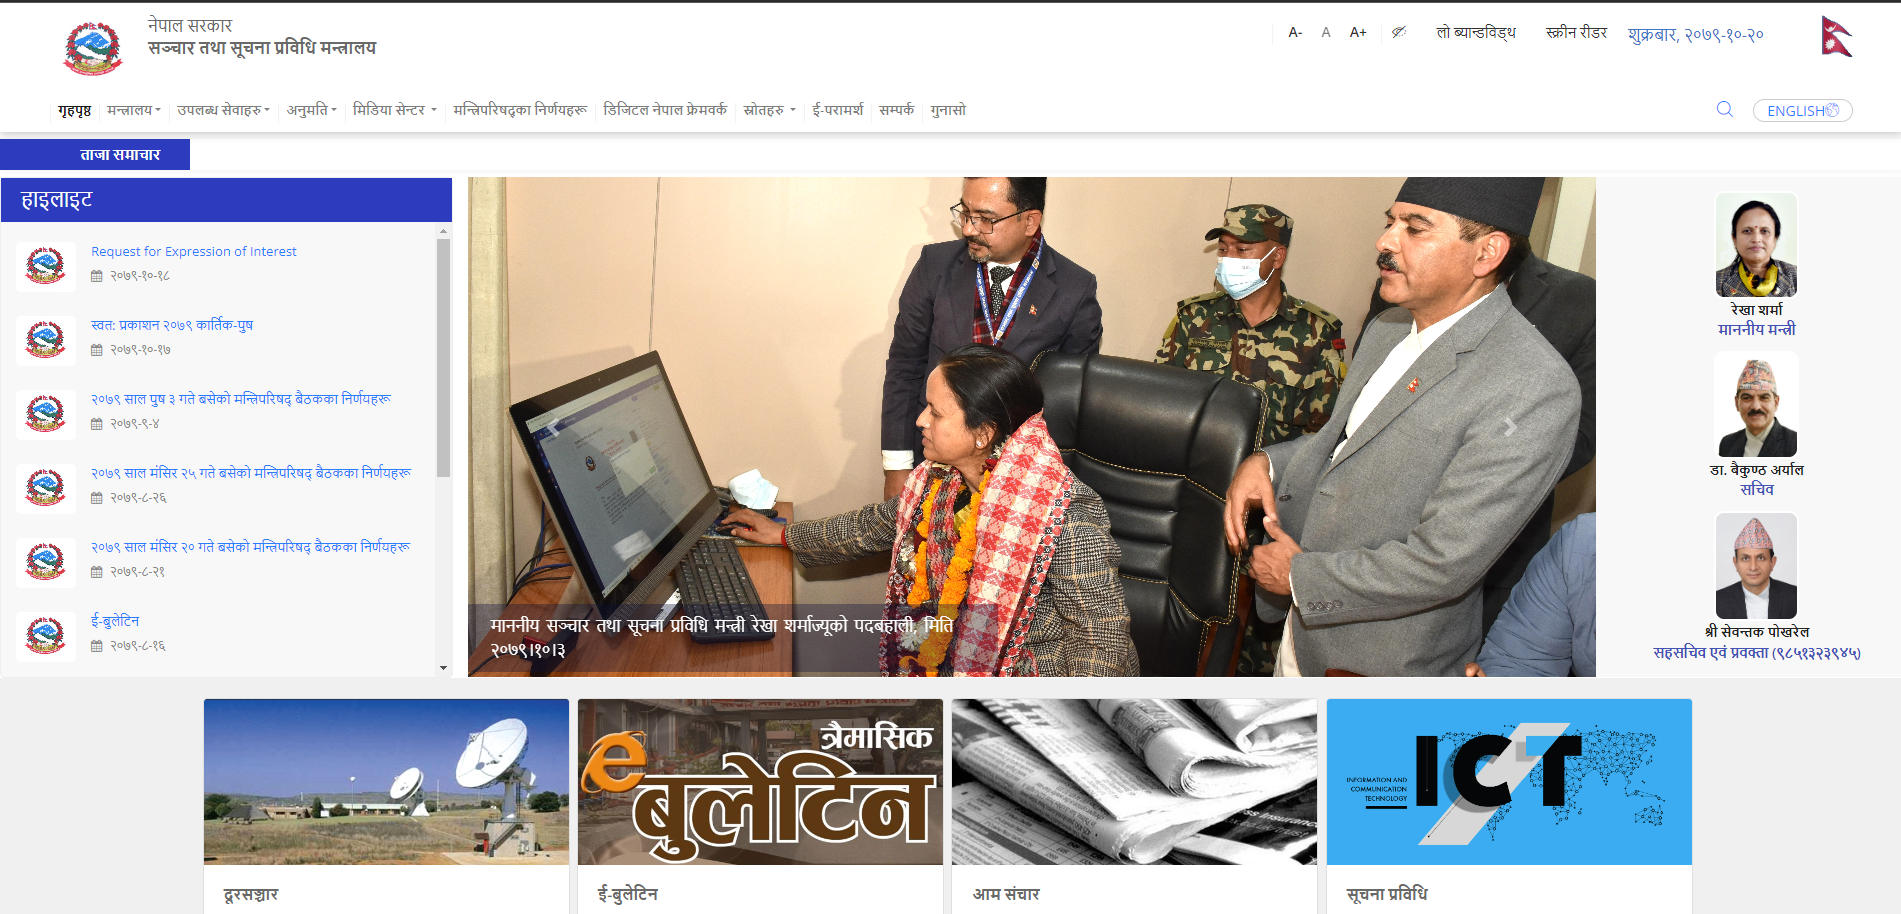 नेपाल सरकार
सञ्चार तथा सूचना प्रविधि मन्त्रालय
A- A A+ लो ब्यान्डविड्थ स्क्रीन रीडर शुक्रबार, २०७९-१०-२०
गृहपृष्ठ मन्त्रालय उपलब्ध सेवाहरु अनुमति मिडिया सेन्टर मन्त्रिपरिषद्का निर्णयहरू डिजिटल नेपाल फ्रेमवर्क स्रोतहरु ई-परामर्श सम्पर्क गुनासो ENGLISH
ताजा समाचार
हाइलाइट
Request for Expression of Interest
२०७९-१०-१८
स्वत: प्रकाशन २०७९ कार्तिक-पुष
२०७९-१०-१७
२०७९ साल पुष ३ गते बसेको मन्त्रिपरिषद् बैठकका निर्णयहरू
२०७९-९-४
२०७९ साल मंसिर २५ गते बसेको मन्त्रिपरिषद् बैठकका निर्णयहरू
२०७९-८-२६
२०७९ साल मंसिर २० गते बसेको मन्त्रिपरिषद् बैठकका निर्णयहरू
२०७९-८-२१
ई-बुलेटिन
२०७९-८-१६
माननीय सञ्चार तथा सूचना प्रविधि मन्त्री रेखा शर्माज्यूको पदबहाली, मिति
२०७९।१०।३
रेखा शर्मा
माननीय मन्त्री
डा. बैकुण्ठ अर्याल
सचिव
श्री सेवन्तक पोखरेल
सहसचिव एवं प्रवक्ता (९८५१३२३९४५)
त्रैमासिक
e बुलेटिन
ICT
INFORMATION AND
COMMUNICATION
TECHNOLOGY
दूरसञ्चार
ई-बुलेटिन
आम संचार
सूचना प्रविधि